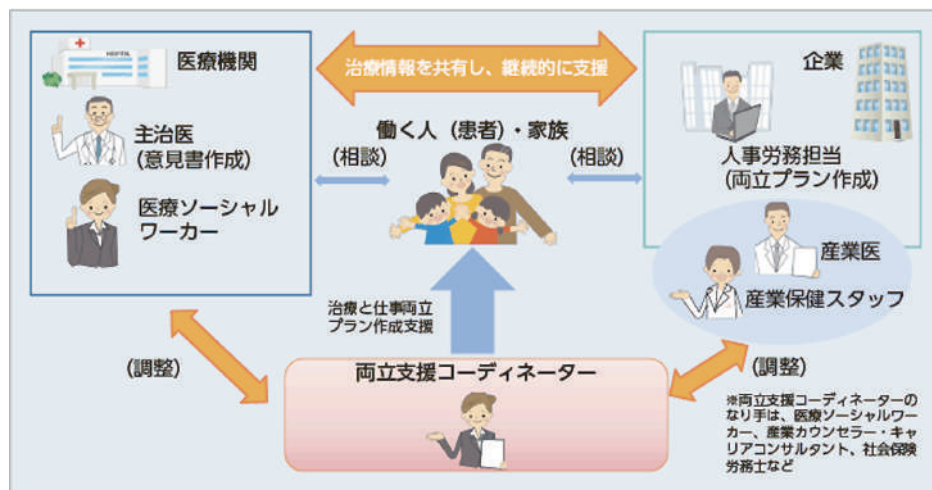 HOSPITAL
医療機関
主治医
(意見書作成)
医療ソーシャル
ワーカー
治療情報を共有し、継続的に支援
働く人（患者）・家族
(相談)
(相談)
企業
人事労務担当
(両立プラン作成)
産業医
産業保健スタッフ
治療と仕事両立
プラン作成支援
(調整)
両立支援コーディネーター
(調整)
※両立支援コーディネーターの
なり手は、医療ソーシャルワー
カー、産業カウンセラー・キャ
リアコンサルタント、社会保険
労務士など